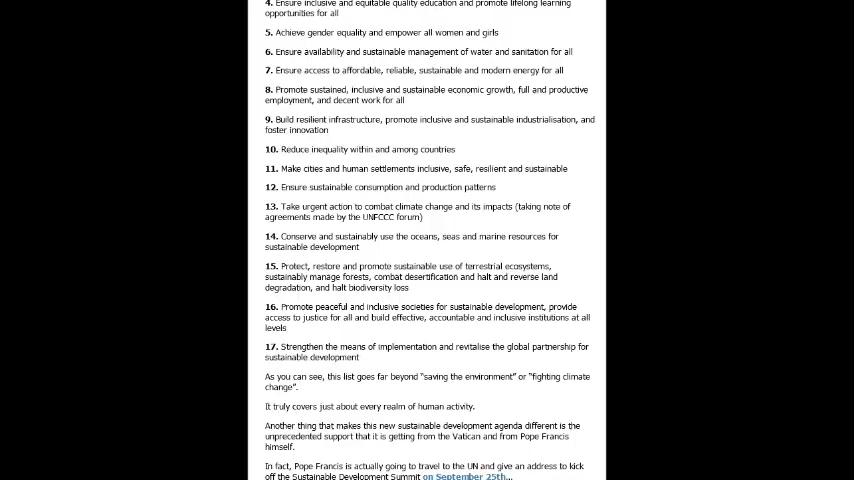 4. Ensure inclusive and equitable quality education and promote lifelong learning
opportunities for all
5. Achieve gender equality and empower all women and girls
6. Ensure availability and sustainable management of water and sanitation for all
7. Ensure access to affordable, reliable, sustainable and modern energy for all
8. Promote sustained, inclusive and sustainable economic growth, full and productive
employment, and decent work for all
9. Build resilient infrastructure, promote inclusive and sustainable industrialisation, and
foster innovation
10. Reduce inequality within and among countries
11. Make cities and human settlements inclusive, safe, resilient and sustainable
12. Ensure sustainable consumption and production patterns
13. Take urgent action to combat climate change and its impacts (taking note of
agreements made by the UNFCCC forum)
14. Conserve and sustainably use the oceans, seas and marine resources for
sustainable development
15. Protect, restore and promote sustainable use of terrestrial ecosystems,
sustainably manage forests, combat desertification and halt and reverse land
degradation, and halt biodiversity loss
16. Promote peaceful and inclusive societies for sustainable development, provide
access to justice for all and build effective, accountable and inclusive institutions at all
levels
17. Strengthen the means of implementation and revitalise the global partnership for
sustainable development
As you can see, this list goes far beyond “saving the environment” or “fighting climate
change”.
It truly covers just about every realm of human activity.
Another thing that makes this new sustainable development agenda different is the
unprecedented support that it is getting from the Vatican and from Pope Francis
himself.
In fact, Pope Francis is actually going to travel to the UN and give an address to kick
off the Sustainable Development Summit on September 25th…